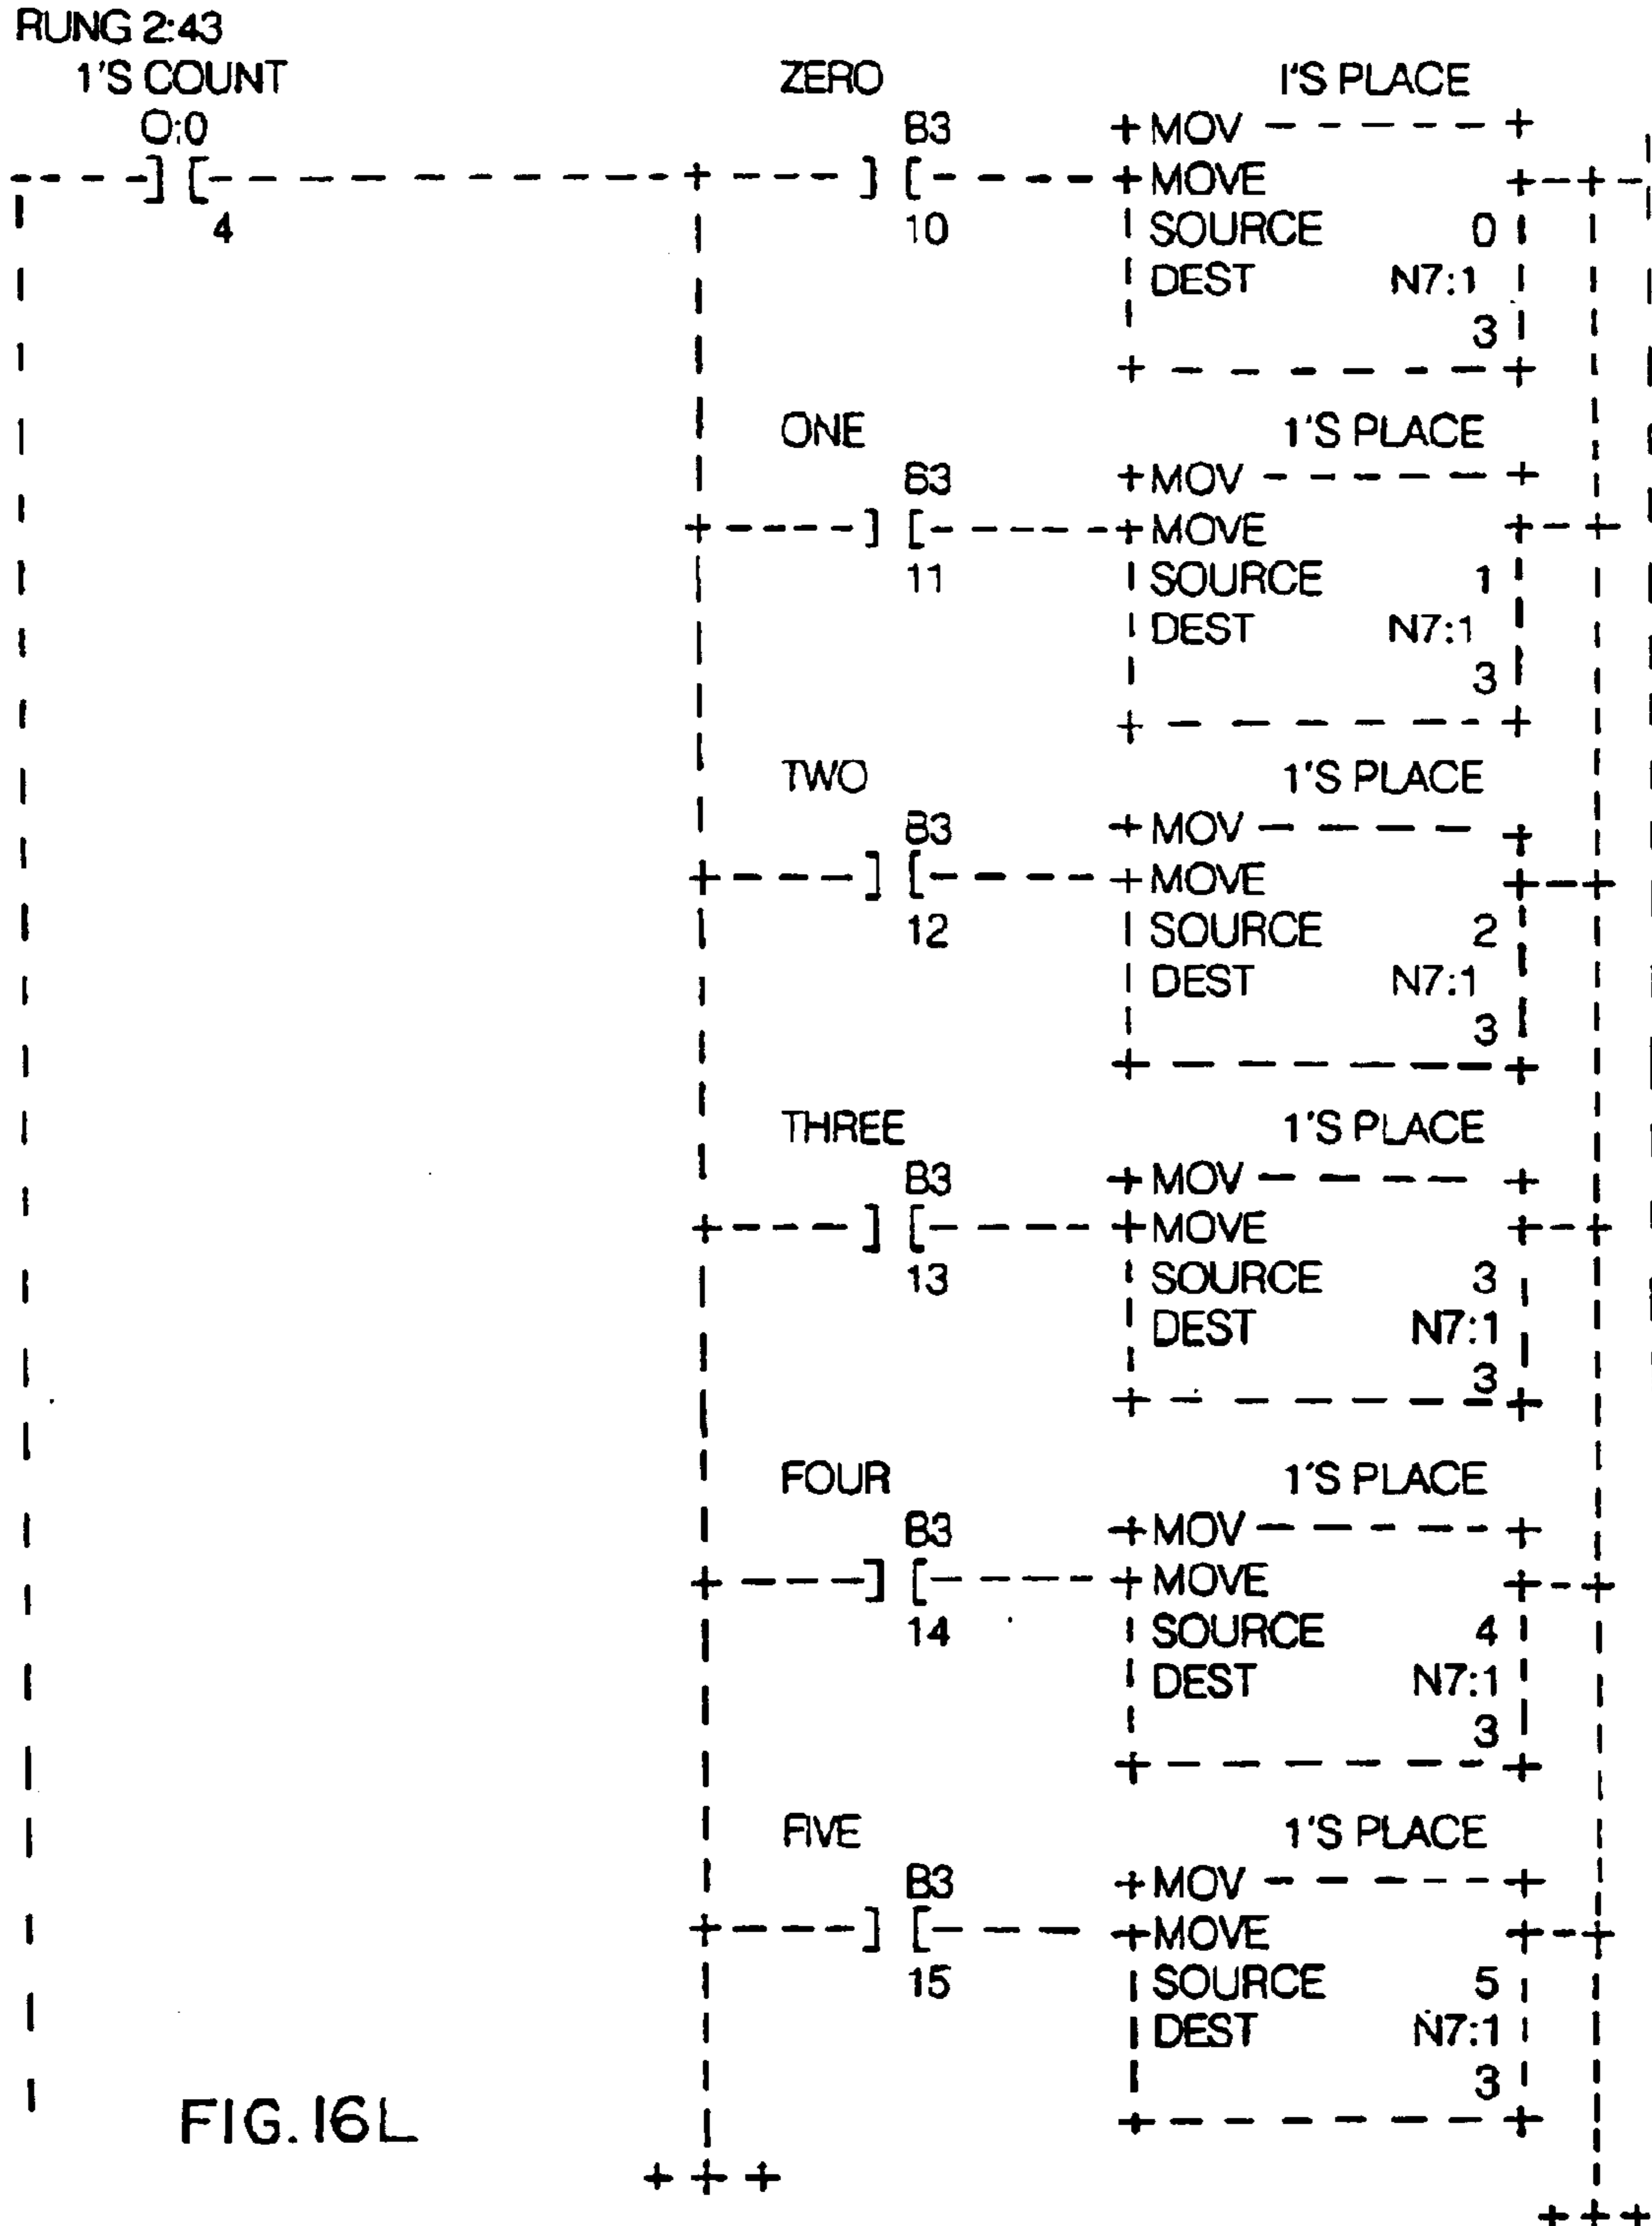 RUNG 2:43
1'S COUNT ZERO I'S PLACE
O:0 B3 +MOV - - - - - - +
----] [- - - - - - - - - - -+ ----] [- - - - -+MOVE +--+-
4 10 SOURCE 0
DEST N7:1
3
+ - - - - - - - +
ONE 1'S PLACE
B3 +MOV - - - - - - +
+----] [- - - - -+MOVE +--+
11 SOURCE 1
DEST N7:1
3
+ - - - - - - - +
TWO 1'S PLACE
B3 +MOV - - - - +
+----] [- - - - -+MOVE +--+
12 SOURCE 2
DEST N7:1
3
+ - - - - - - - +
THREE 1'S PLACE
B3 +MOV - - - - +
+----] [- - - - -+MOVE +--+
13 SOURCE 3
DEST N7:1
3
+ - - - - - - - +
FOUR 1'S PLACE
B3 +MOV - - - - - - +
+----] [- - - - -+MOVE +--+
14 SOURCE 4
DEST N7:1
3
+ - - - - - - - +
FIVE 1'S PLACE
B3 +MOV - - - - - - +
+----] [- - - - +MOVE +--+
15 SOURCE 5
DEST N7:1
3
+ - - - - - - - +
FIG. 16L
+ + +
+ + +